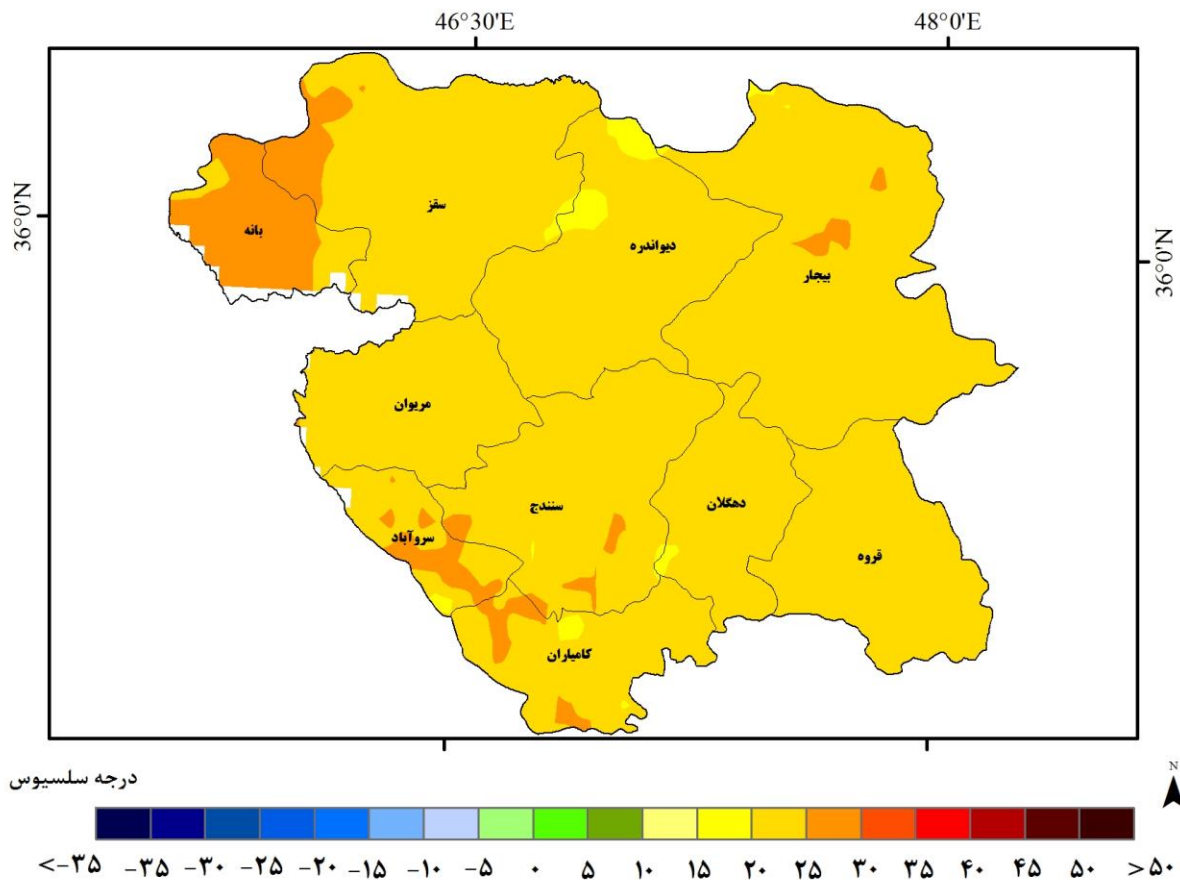 46°30'E
48°0'E
36°0'N
36°0'N
سقز
بانه
دیواندره
بیجار
مریوان
سنندج
دهگلان
سروآباد
قروه
کامیاران
درجه سلسیوس
N
<-۳۵ -۳۵ -۳۰ -۲۵ -۲۰ -۱۵ -۱۰ -۵ ۰ ۵ ۱۰ ۱۵ ۲۰ ۲۵ ۳۰ ۳۵ ۴۰ ۴۵ ۵۰ >۵۰